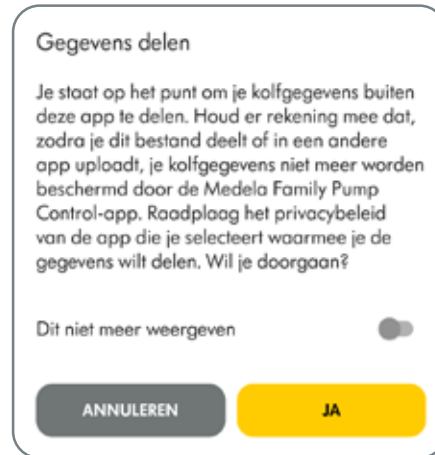 Gegevens delen
Je staat op het punt om je kolfgegevens buiten
deze app te delen. Houd er rekening mee dat,
zodra je dit bestand deelt of in een andere
app uploadt, je kolfgegevens niet meer worden
beschermd door de Medela Family Pump
Control-app. Raadplaag het privacybeleid
van de app die je selecteert waarmee je de
gegevens wilt delen. Wil je doorgaan?
Dit niet meer weergeven
ANNULEREN JA